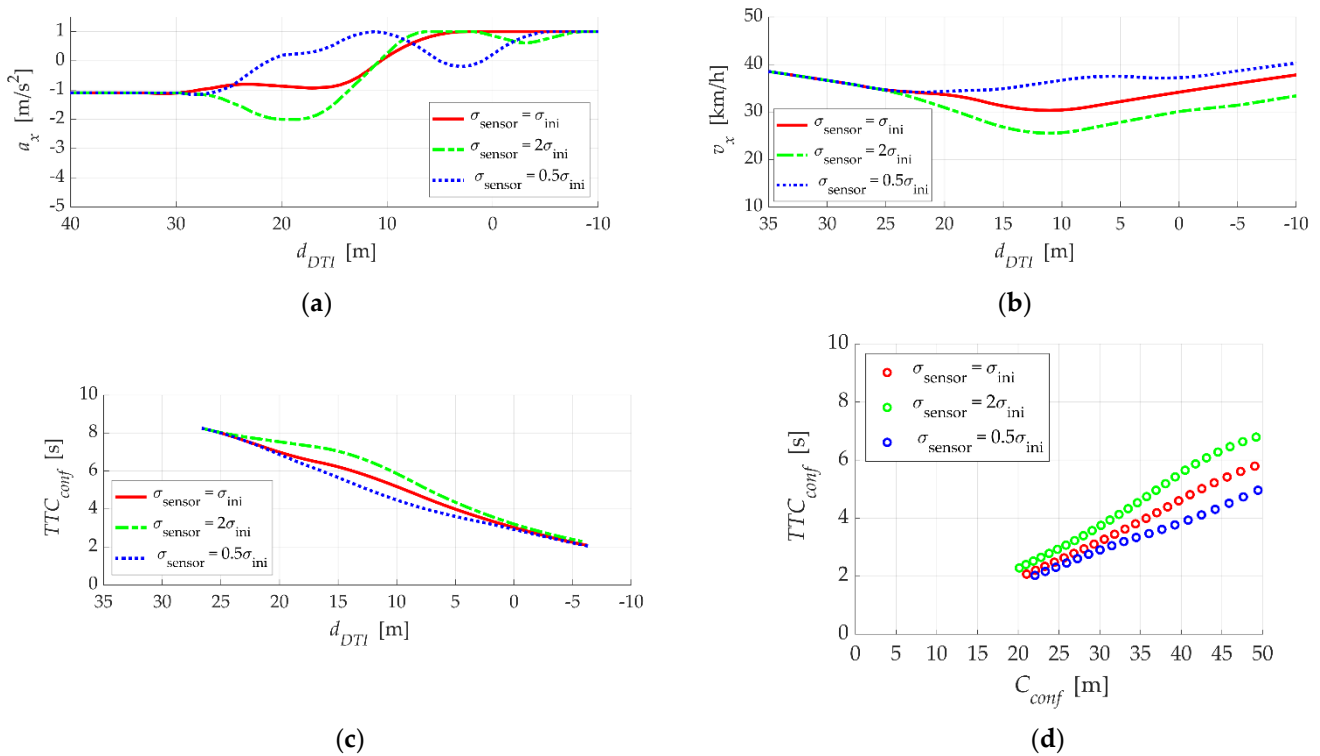 a_x [m/s²]
1
0
-1
-2
-3
-4
-5
σ_sensor = σ_ini
σ_sensor = 2σ_ini
σ_sensor = 0.5σ_ini
40 30 20 10 0 -10
d_DTI [m]
(a)
v_x [km/h]
50
40
30
20
10
σ_sensor = σ_ini
σ_sensor = 2σ_ini
σ_sensor = 0.5σ_ini
35 30 25 20 15 10 5 0 -5 -10
d_DTI [m]
(b)
TTC_conf [s]
10
8
6
4
2
0
σ_sensor = σ_ini
σ_sensor = 2σ_ini
σ_sensor = 0.5σ_ini
35 30 25 20 15 10 5 0 -5 -10
d_DTI [m]
(c)
TTC_conf [s]
10
8
6
4
2
0
σ_sensor = σ_ini
σ_sensor = 2σ_ini
σ_sensor = 0.5σ_ini
0 5 10 15 20 25 30 35 40 45 50
C_conf [m]
(d)